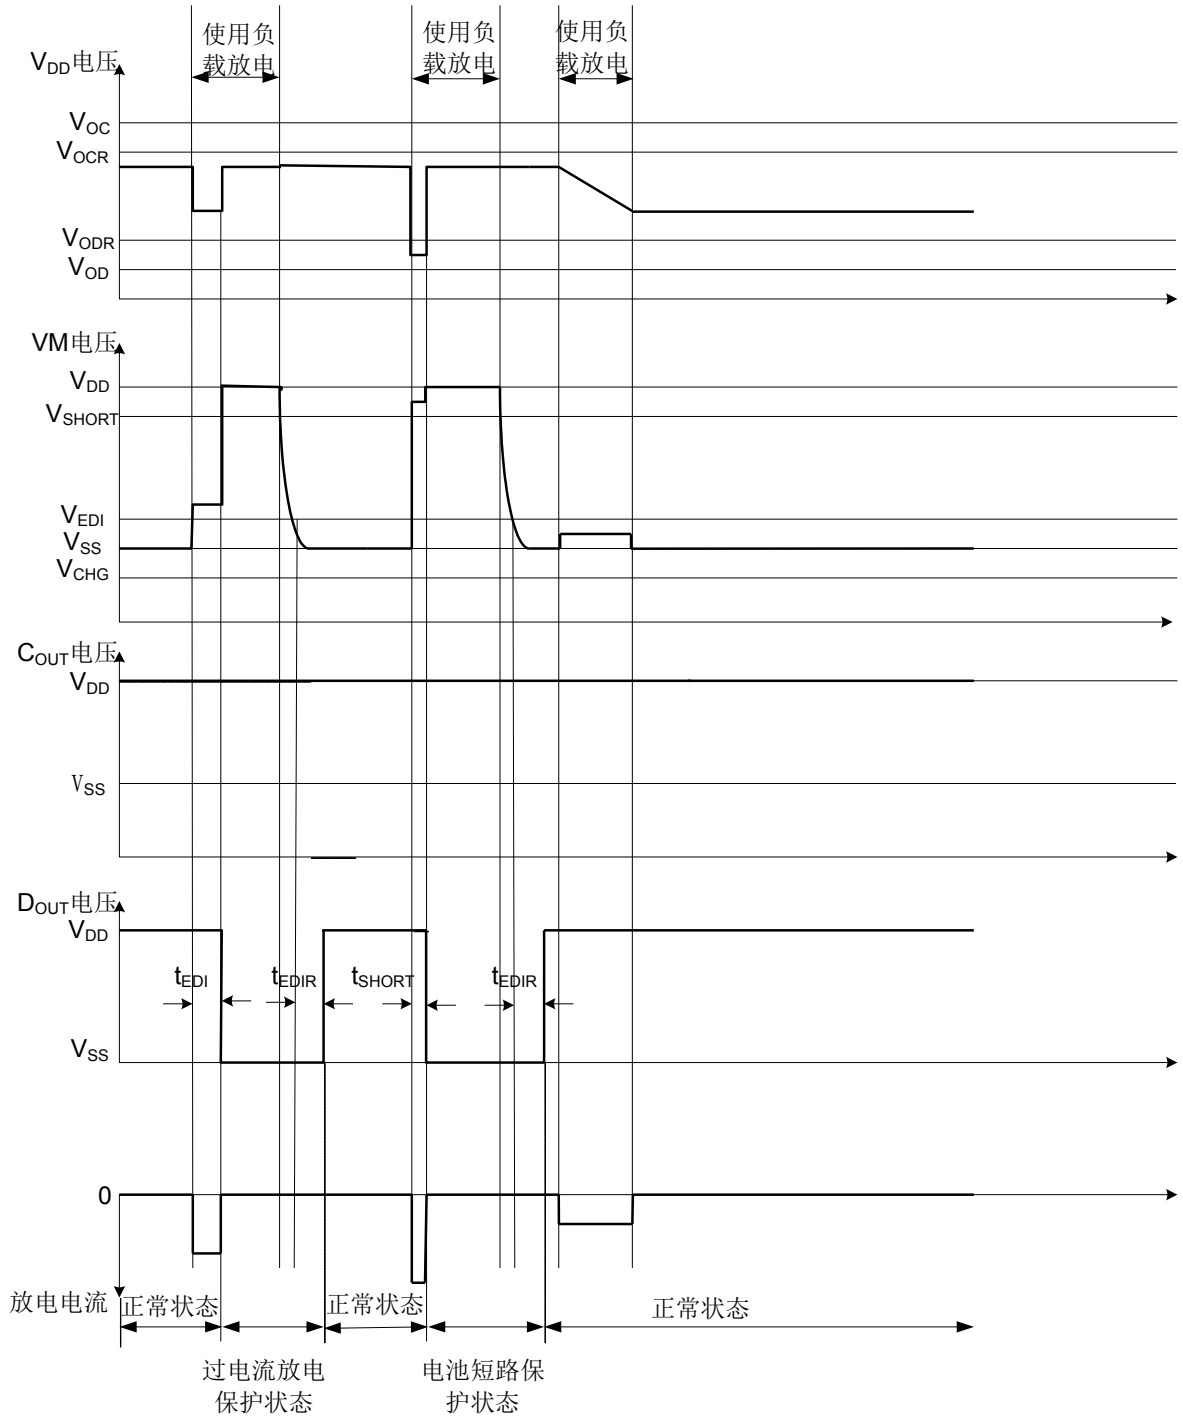 使用负
载放电
使用负
载放电
使用负
载放电
VDD电压
VOC
VOCR
VODR
VOD
VM电压
VDD
VSHORT
VEDI
VSS
VCHG
COUT电压
VDD
VSS
DOUT电压
VDD
tEDI
tEDIR
tSHORT
tEDIR
VSS
0
放电电流
正常状态
正常状态
正常状态
过电流放电
保护状态
电池短路保
护状态